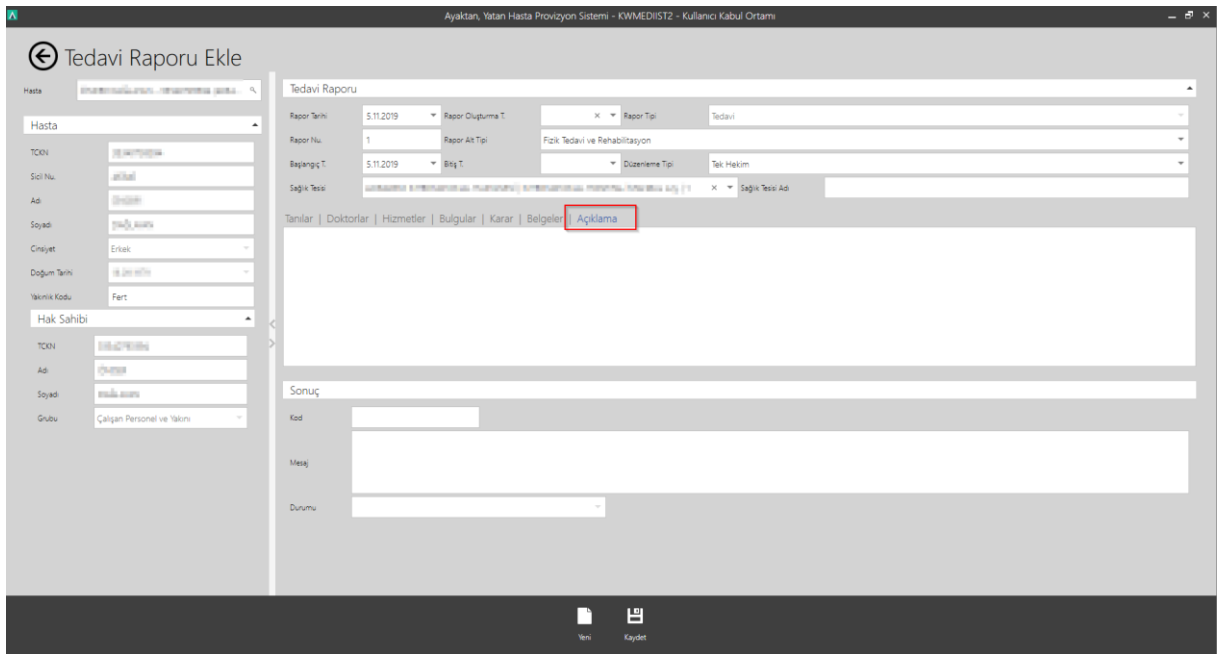 Ayaktan, Yatan Hasta Provizyon Sistemi - KWMEDIIST2 - Kullanıcı Kabul Ortamı
Tedavi Raporu Ekle
Hasta
Hasta
TCKN
Sicil Nu.
Adı
Soyadı
Cinsiyet Erkek
Doğum Tarihi
Yakınlık Kodu Fert
Hak Sahibi
TCKN
Adı
Soyadı
Grubu Çalışan Personel ve Yakını
Tedavi Raporu
Rapor Tarihi 5.11.2019 Rapor Oluşturma T. Rapor Tipi Tedavi
Rapor Nu. 1 Rapor Alt Tipi Fizik Tedavi ve Rehabilitasyon
Başlangıç T. 5.11.2019 Bitiş T. Düzenleme Tipi Tek Hekim
Sağlık Tesisi Sağlık Tesisi Adı
Tanılar | Doktorlar | Hizmetler | Bulgular | Karar | Belgeler | Açıklama
Sonuç
Kod
Mesaj
Durumu
Yeni Kaydet